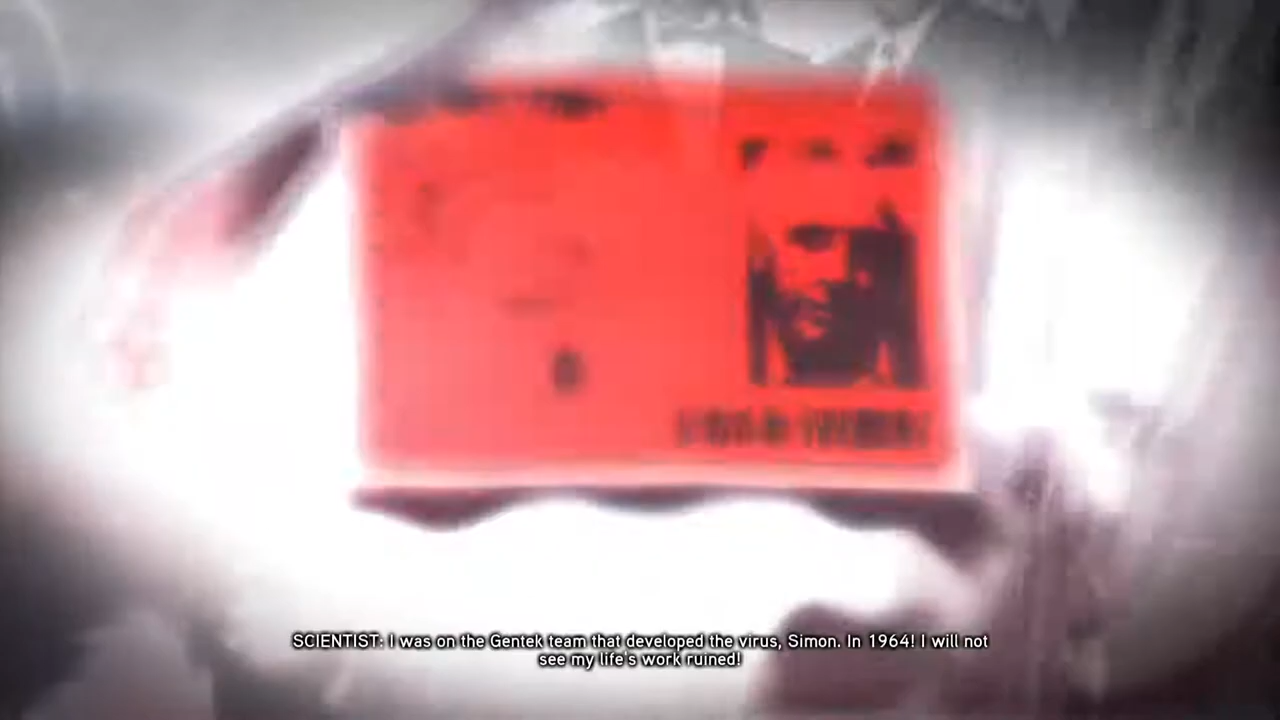 SCIENTIST: I was on the Gentek team that developed the virus, Simon. In 1964! I will not
see my life's work ruined!